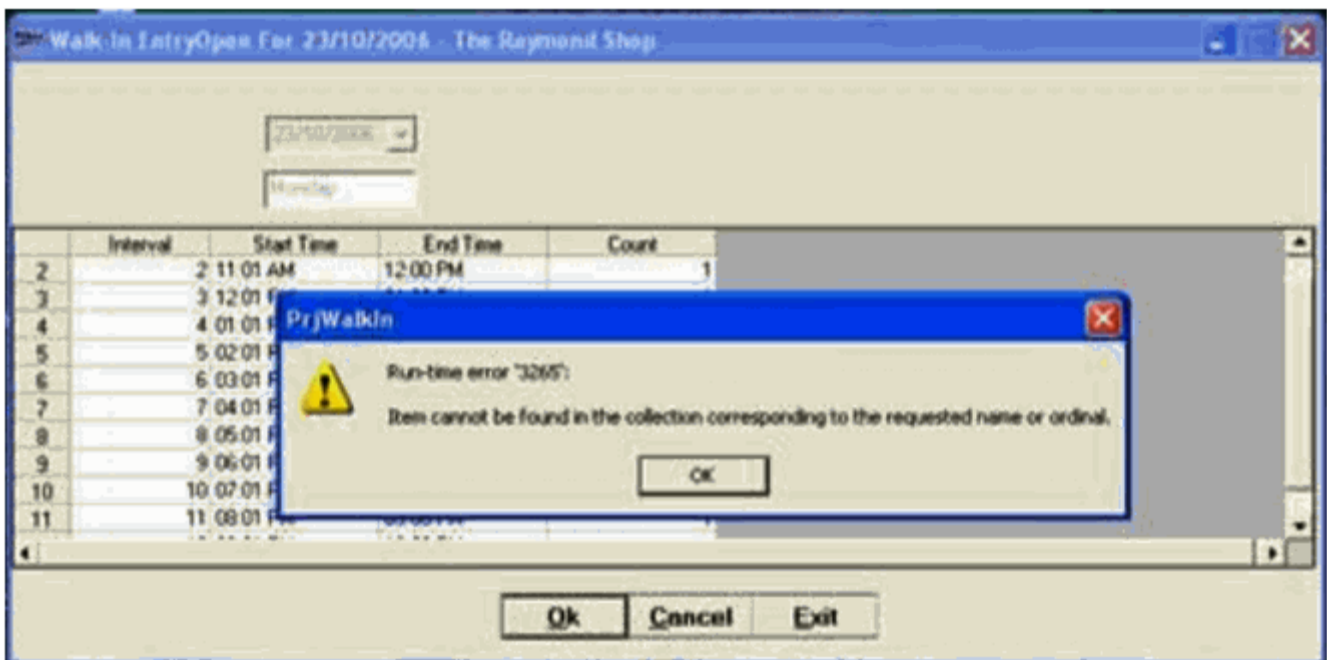 Walk-In EntryOpen For 23/10/2006 - The Raymond Shop
23/10/2006
Monday
Interval Start Time End Time Count
2 2 11:01 AM 12:00 PM 1
3 3 12:01
4 4 01:01
5 5 02:01
6 6 03:01
7 7 04:01
8 8 05:01
9 9 06:01
10 10 07:01
11 11 08:01
PrjWalkIn
Run-time error '3265':
Item cannot be found in the collection corresponding to the requested name or ordinal.
OK
Ok Cancel Exit